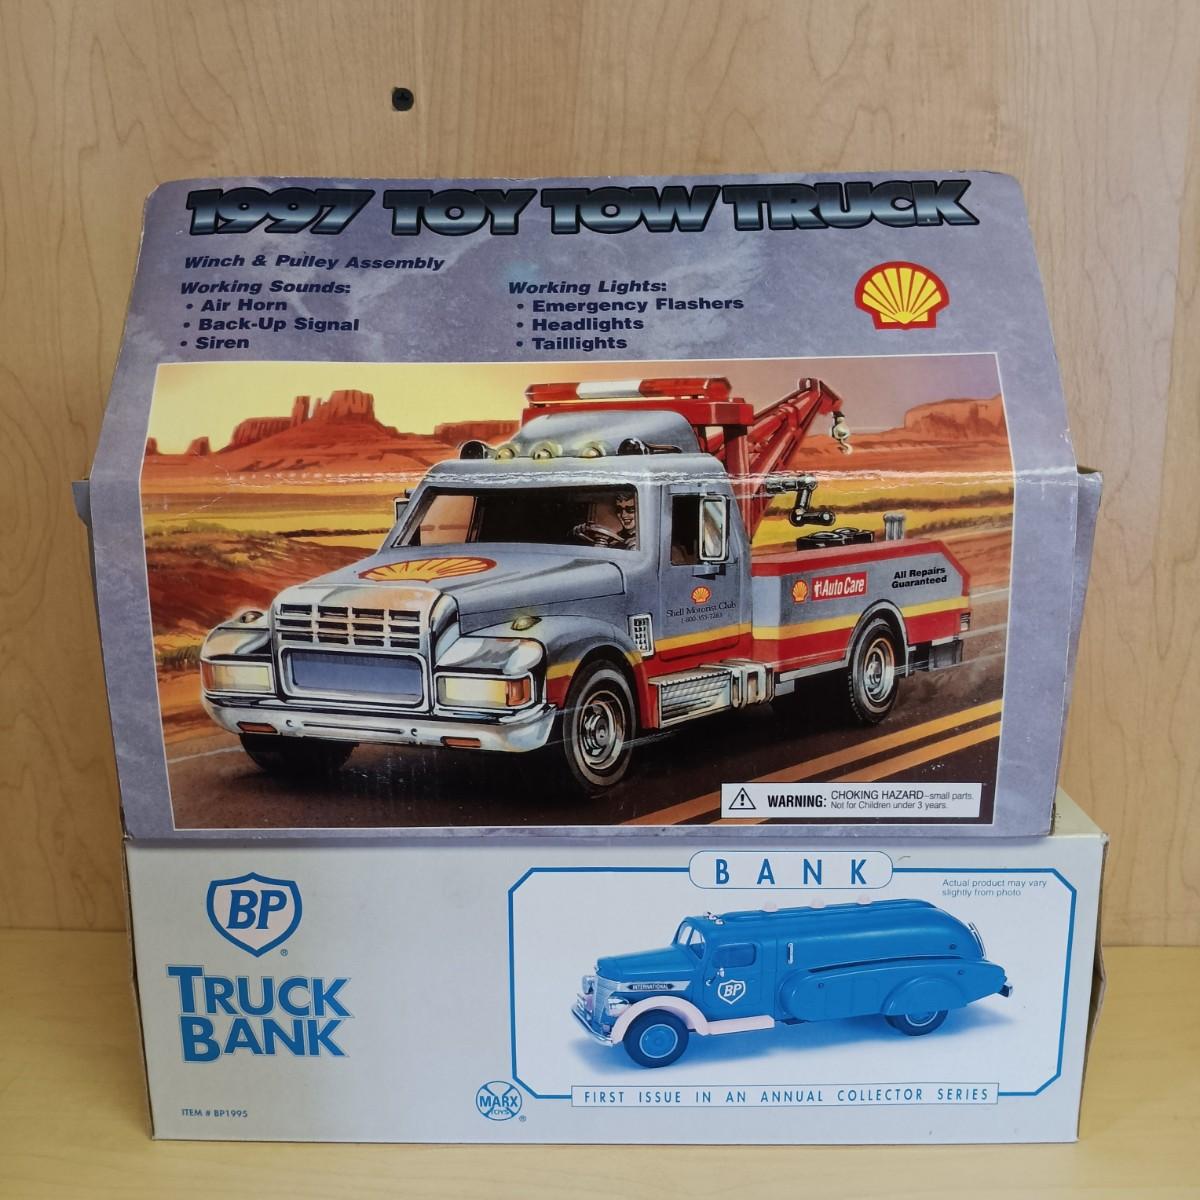 1997 TOY TOW TRUCK
Winch & Pulley Assembly
Working Sounds:
• Air Horn
• Back-Up Signal
• Siren
Working Lights:
• Emergency Flashers
• Headlights
• Taillights
Auto Care
All Repairs
Guaranteed
Shell Motorist Club
WARNING: CHOKING HAZARD–small parts.
Not for Children under 3 years.
BP
®
TRUCK
BANK
ITEM # BP1995
MARX
TOYS
®
BANK
Actual product may vary
slightly from photo
INTERNATIONAL
BP
FIRST ISSUE IN AN ANNUAL COLLECTOR SERIES